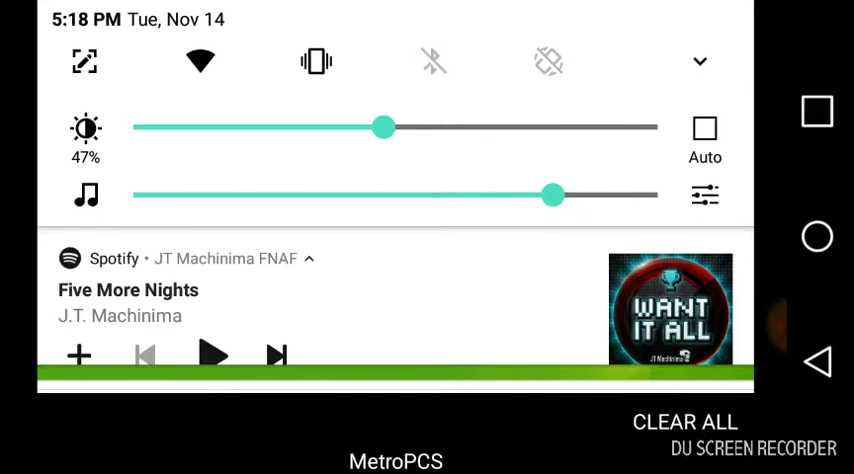 5:18 PM Tue, Nov 14
47%
Auto
Spotify • JT Machinima FNAF
Five More Nights
J.T. Machinima
WANT
IT ALL
JT Machinima
CLEAR ALL
DU SCREEN RECORDER
MetroPCS